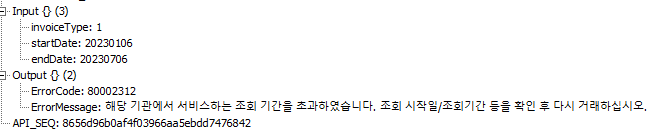 Input {} (3)
invoiceType: 1
startDate: 20230106
endDate: 20230706
Output {} (2)
ErrorCode: 80002312
ErrorMessage: 해당 기관에서 서비스하는 조회 기간을 초과하였습니다. 조회 시작일/조회기간 등을 확인 후 다시 거래하십시오.
API_SEQ: 8656d96b0af4f03966aa5ebdd7476842